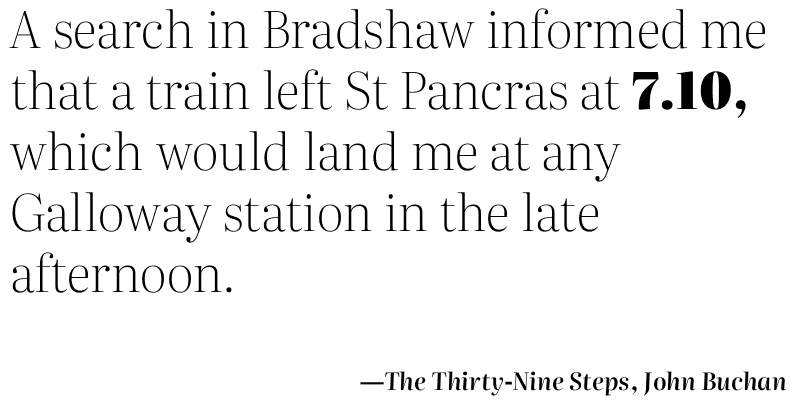 A search in Bradshaw informed me
that a train left St Pancras at 7.10,
which would land me at any
Galloway station in the late
afternoon.
—The Thirty-Nine Steps, John Buchan